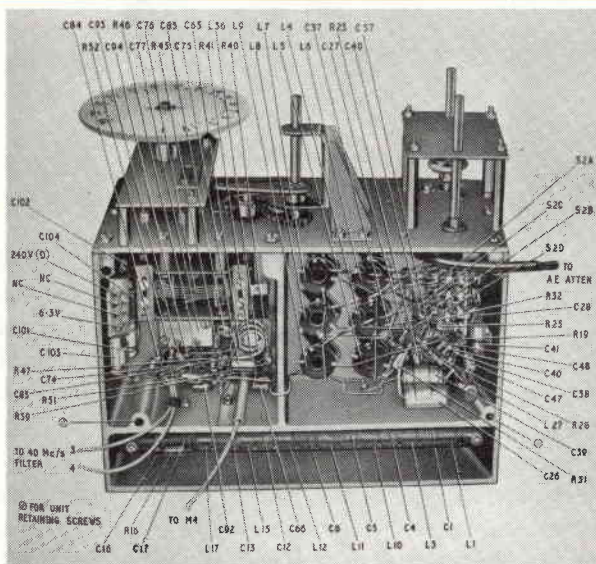 C84 C93 R46 C76 C85 C63 L36 L9 L7 L4 C37 R23 C37
R52 C94 C77 R45 C75 R41 R40 L8 L5 L6 C27 C49
S2A
S2C
S2B
S2D
TO
AE ATTEN
R32
C28
R25
R19
C41
C48
C40
C38
C47
L27
R26
C39
C26
R31
C102
C104
240V (D)
NC
NC
6·3V
C101
C103
R47
C74
C83
R51
R39
3
TO 40 Mc/s
FILTER
4
FOR UNIT
RETAINING SCREWS
R16
C16
C17
TO M4
L17
C92
C13
L15
C12
C66
L12
C6
L11
C5
L10
C4
L3
C1
L1